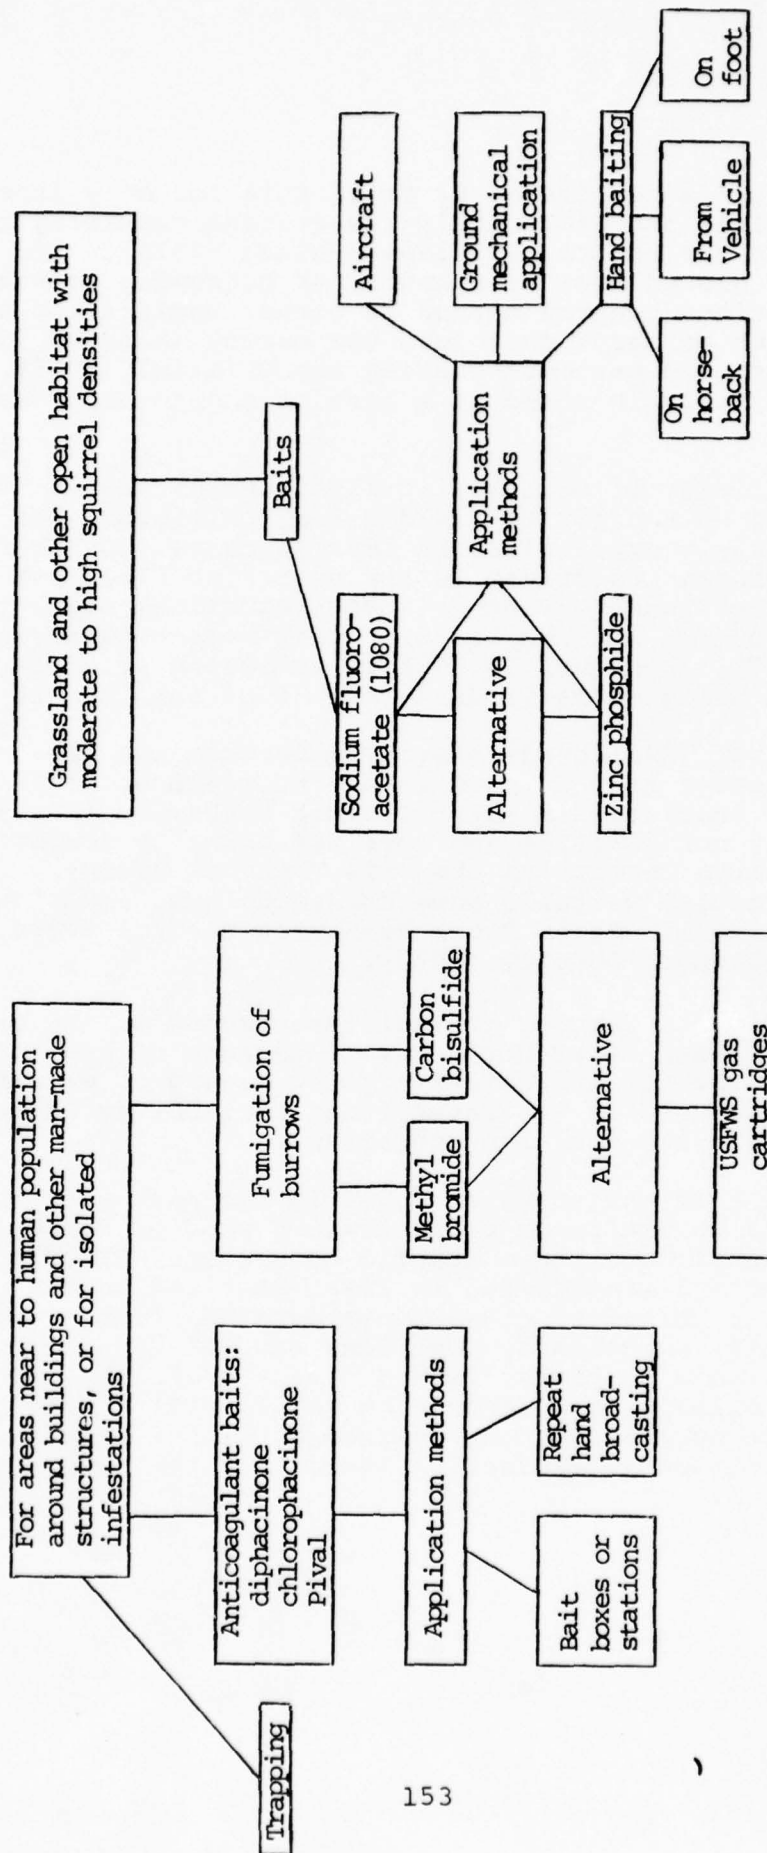 For areas near to human population
around buildings and other man-made
structures, or for isolated
infestations
Trapping
Anticoagulant baits:
diphacinone
chlorophacinone
Pival
Application methods
Bait
boxes or
stations
Repeat
hand
broad-
casting
Fumigation of
burrows
Methyl
bromide
Carbon
bisulfide
Alternative
USFWS gas
cartridges
Grassland and other open habitat with
moderate to high squirrel densities
Baits
Sodium fluoro-
acetate (1080)
Alternative
Zinc phosphide
Application
methods
Aircraft
Ground
mechanical
application
Hand baiting
On
horse-
back
From
Vehicle
On
foot
153